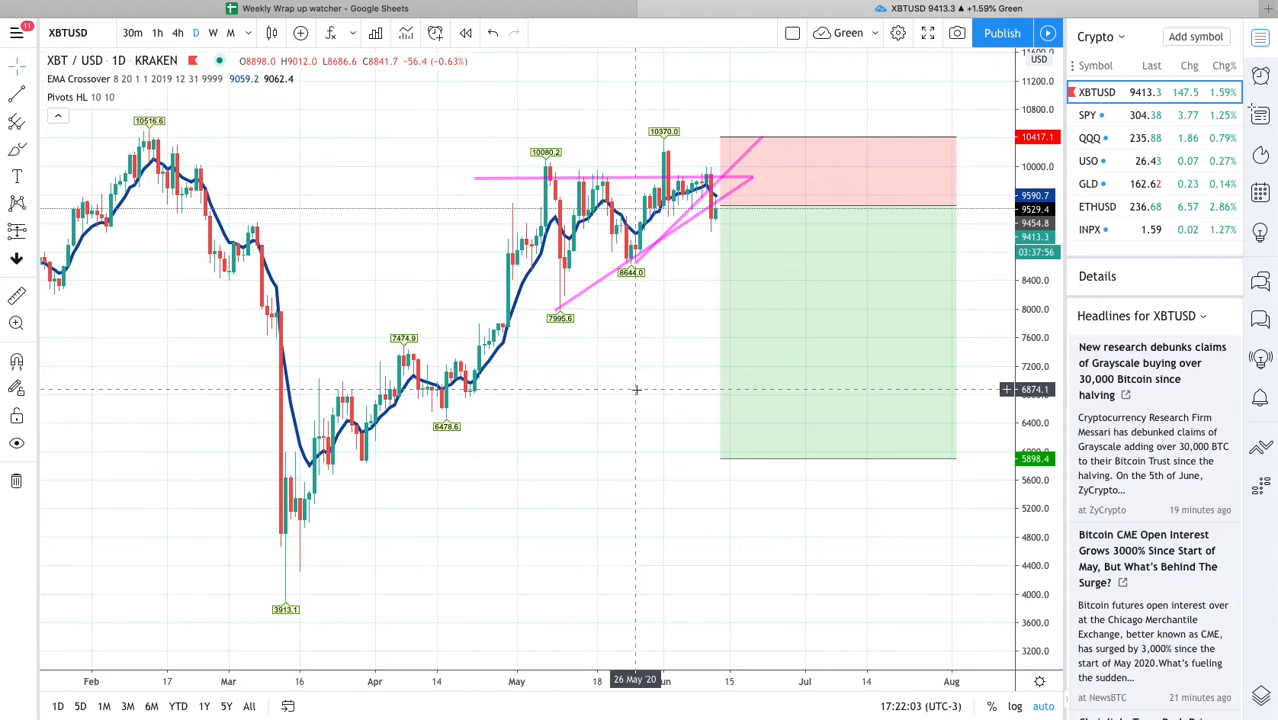 Weekly Wrap up watcher - Google Sheets
XBTUSD 9413.3 ▲ +1.59% Green
11
XBTUSD 30m 1h 4h D W M Green Publish
XBT / USD 1D KRAKEN O8898.0 H9012.0 L8686.6 C8841.7 -56.4 (-0.63%)
EMA Crossover 8 20 1 1 2019 12 31 9999 9059.2 9062.4
Pivots HL 10 10
10516.6
10080.2
10370.0
8644.0
7995.6
7474.9
6478.6
3913.1
USD
11200.0
10800.0
10417.1
10000.0
9590.7
9529.4
9454.8
9413.3
03:37:56
8400.0
8000.0
7600.0
7200.0
6874.1
6400.0
5898.4
5600.0
5200.0
4800.0
4400.0
4000.0
3600.0
3200.0
Feb 17 Mar 16 Apr 14 May 18 26 May '20 15 Jul 14 Aug
1D 5D 1M 3M 6M YTD 1Y 5Y All 17:22:03 (UTC-3) % log auto
Crypto Add symbol
Symbol Last Chg Chg%
XBTUSD 9413.3 147.5 1.59%
SPY 304.38 3.77 1.25%
QQQ 235.88 1.86 0.79%
USO 26.43 0.07 0.27%
GLD 162.62 0.23 0.14%
ETHUSD 236.68 6.57 2.86%
INPX 1.59 0.02 1.27%
Details
Headlines for XBTUSD
New research debunks claims
of Grayscale buying over
30,000 Bitcoin since
halving
Cryptocurrency Research Firm
Messari has debunked claims of
Grayscale adding over 30,000 BTC
to their Bitcoin Trust since the
halving. On the 5th of June,
ZyCrypto...
at ZyCrypto 19 minutes ago
Bitcoin CME Open Interest
Grows 3000% Since Start of
May, But What's Behind The
Surge?
Bitcoin futures open interest over
at the Chicago Merchantile
Exchange, better known as CME,
has surged by 3,000% since the
start of May 2020.What's fueling
the sudden...
at NewsBTC 21 minutes ago